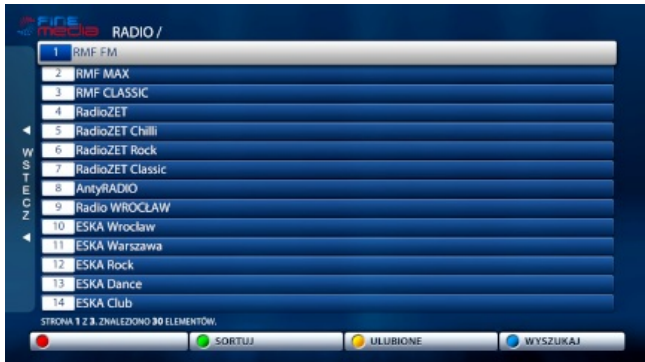 FINE
media
RADIO /
1 RMF FM
2 RMF MAX
3 RMF CLASSIC
4 RadioZET
5 RadioZET Chilli
6 RadioZET Rock
7 RadioZET Classic
8 AntyRADIO
9 Radio WROCŁAW
10 ESKA Wrocław
11 ESKA Warszawa
12 ESKA Rock
13 ESKA Dance
14 ESKA Club
WSTECZ
STRONA 1 Z 3. ZNALEZIONO 30 ELEMENTÓW.
SORTUJ
ULUBIONE
WYSZUKAJ